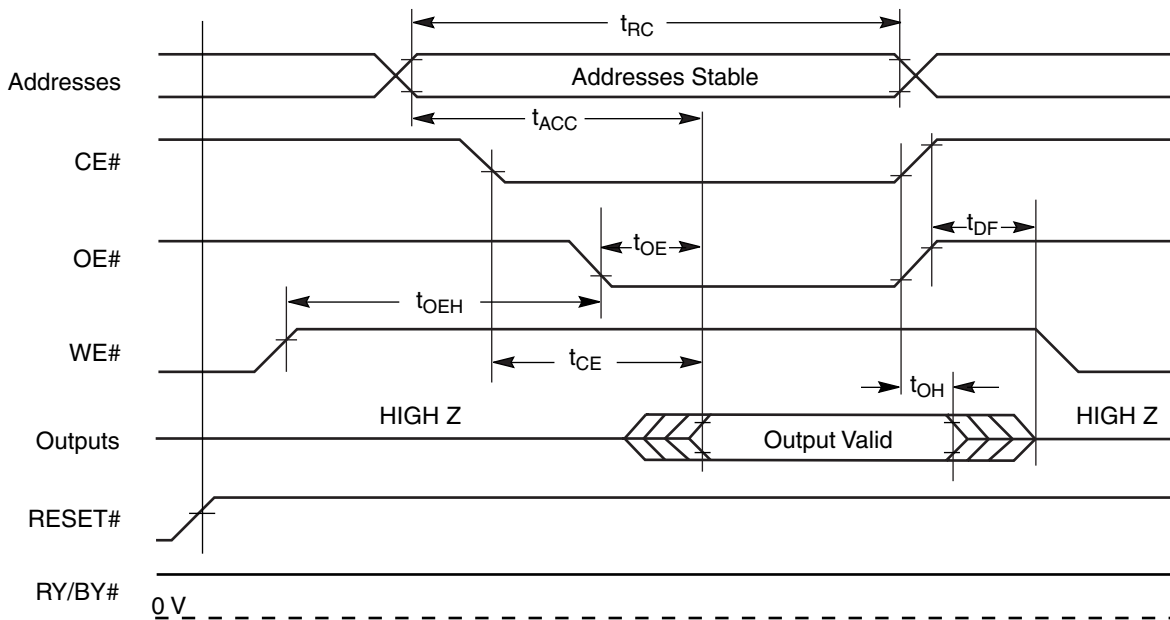 tRC
Addresses
Addresses Stable
tACC
CE#
tDF
OE#
tOE
tOEH
WE#
tCE
tOH
HIGH Z
HIGH Z
Outputs
Output Valid
RESET#
RY/BY#
0 V